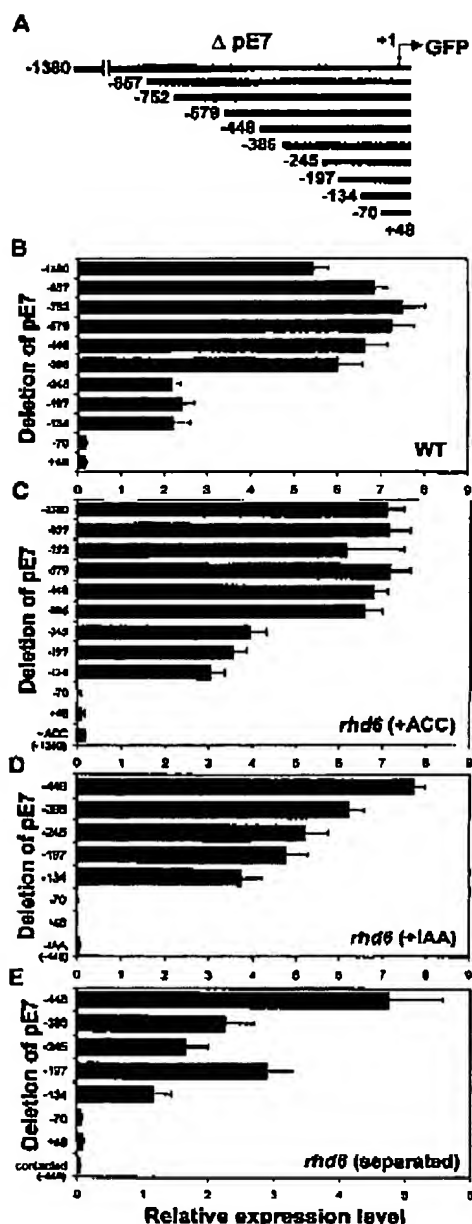 A
Δ pE7
+1
GFP
-1380
-857
-752
-579
-448
-386
-245
-197
-134
-70
+48
B
Deletion of pE7
-1380
-857
-752
-579
-448
-386
-245
-197
-134
-70
+48
WT
0 1 2 3 4 5 6 7 8 9
C
Deletion of pE7
-1380
-857
-752
-579
-448
-386
-245
-197
-134
-70
+48
-ACC
(-1380)
rhd6 (+ACC)
0 1 2 3 4 5 6 7 8 9
D
Deletion of pE7
-448
-386
-245
-197
-134
-70
+48
-IAA
(-448)
rhd6 (+IAA)
0 1 2 3 4 5 6 7 8 9
E
Deletion of pE7
-448
-386
-245
-197
-134
-70
+48
contacted
(-448)
rhd6 (separated)
0 1 2 3 4 5 6 7 8 9
Relative expression level